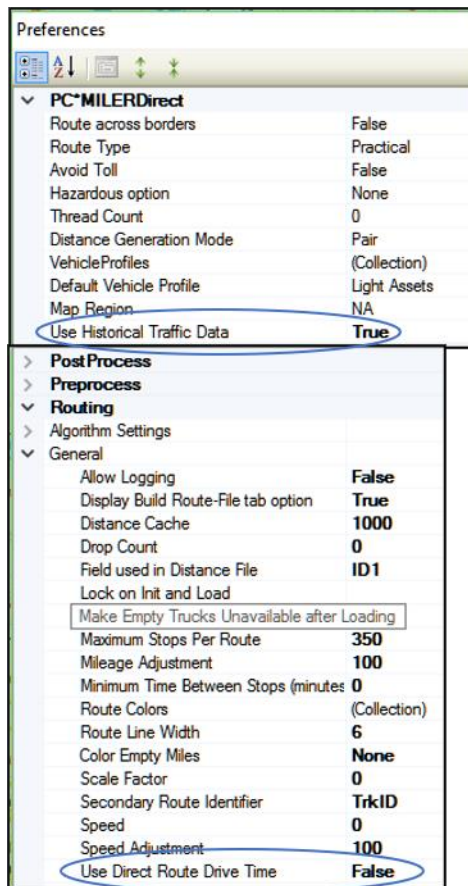 Preferences
PC*MILERDirect
Route across borders False
Route Type Practical
Avoid Toll False
Hazardous option None
Thread Count 0
Distance Generation Mode Pair
VehicleProfiles (Collection)
Default Vehicle Profile Light Assets
Map Region NA
Use Historical Traffic Data True
PostProcess
Preprocess
Routing
Algorithm Settings
General
Allow Logging False
Display Build Route-File tab option True
Distance Cache 1000
Drop Count 0
Field used in Distance File ID1
Lock on Init and Load
Make Empty Trucks Unavailable after Loading
Maximum Stops Per Route 350
Mileage Adjustment 100
Minimum Time Between Stops (minutes 0
Route Colors (Collection)
Route Line Width 6
Color Empty Miles None
Scale Factor 0
Secondary Route Identifier TrkID
Speed 0
Speed Adjustment 100
Use Direct Route Drive Time False